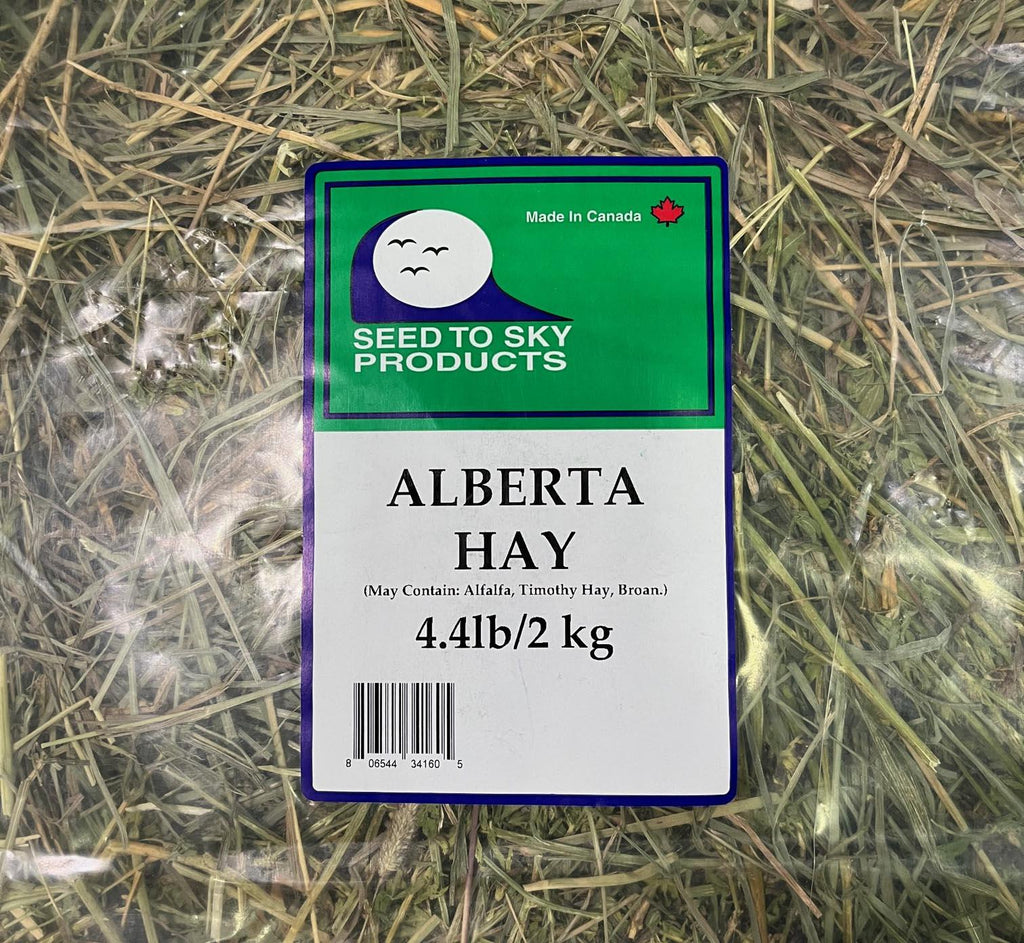 Made In Canada
SEED TO SKY
PRODUCTS
ALBERTA
HAY
(May Contain: Alfalfa, Timothy Hay, Broan.)
4.4lb/2 kg
8 06544 34160 5